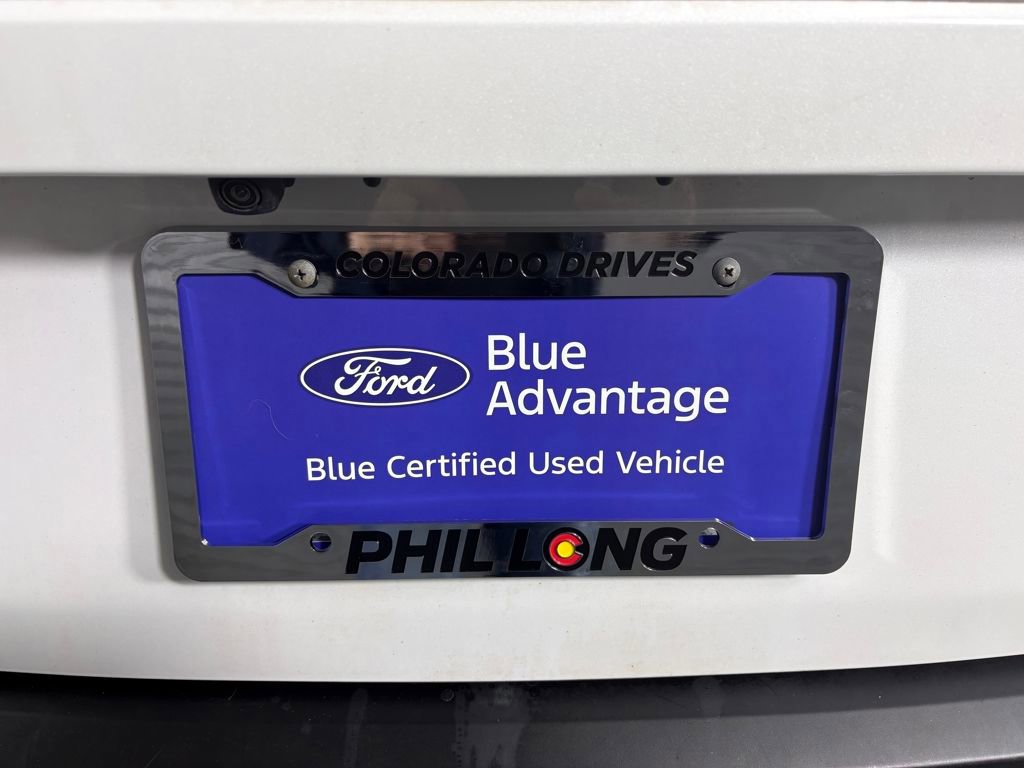 COLORADO DRIVES
Ford
Blue
Advantage
Blue Certified Used Vehicle
PHIL LONG